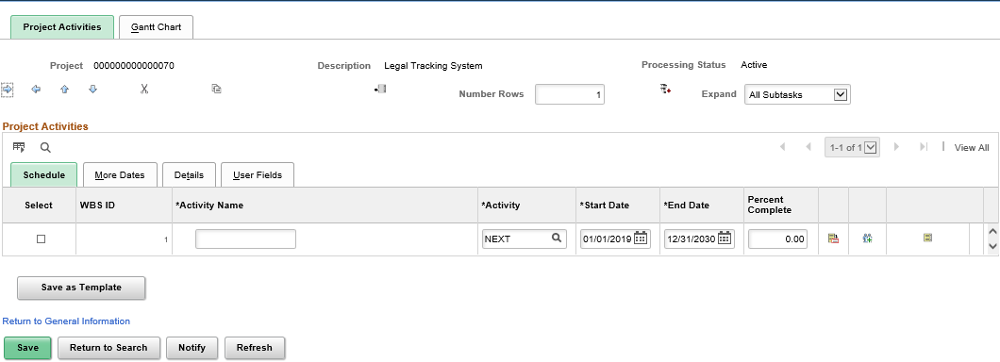 Project Activities Gantt Chart
Project 000000000000070 Description Legal Tracking System Processing Status Active
Number Rows 1 Expand All Subtasks
Project Activities
1-1 of 1 View All
Schedule More Dates Details User Fields
Select WBS ID *Activity Name *Activity *Start Date *End Date Percent Complete
1 NEXT 01/01/2019 12/31/2030 0.00
Save as Template
Return to General Information
Save Return to Search Notify Refresh